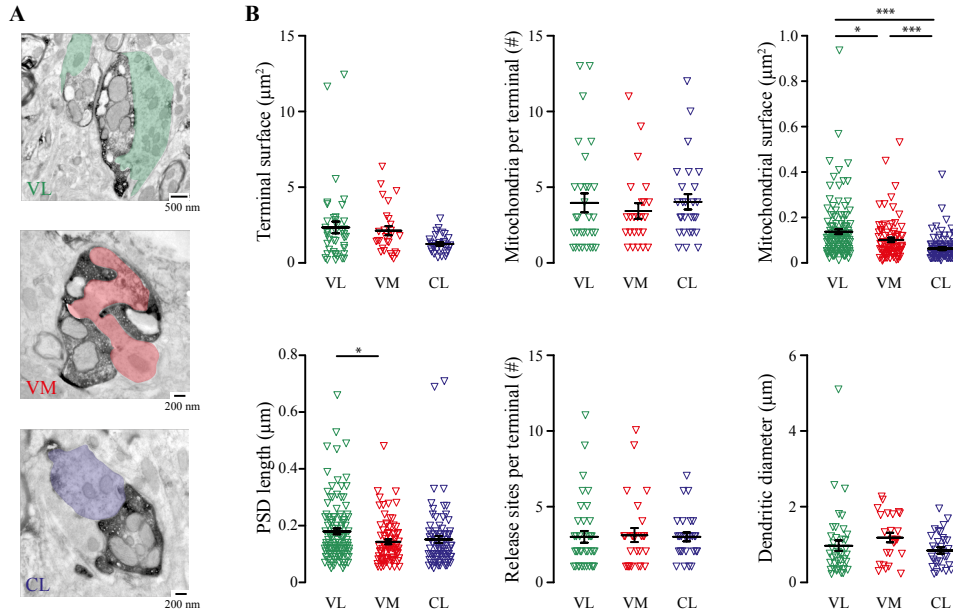 A
VL
500 nm
VM
200 nm
CL
200 nm
B
Terminal surface (µm²)
15
10
5
0
VL VM CL
Mitochondria per terminal (#)
15
10
5
0
VL VM CL
Mitochondrial surface (µm²)
1.0
0.8
0.6
0.4
0.2
0
***
* ***
VL VM CL
PSD length (µm)
0.8
0.6
0.4
0.2
0
*
VL VM CL
Release sites per terminal (#)
15
10
5
0
VL VM CL
Dendritic diameter (µm)
6
4
2
0
VL VM CL